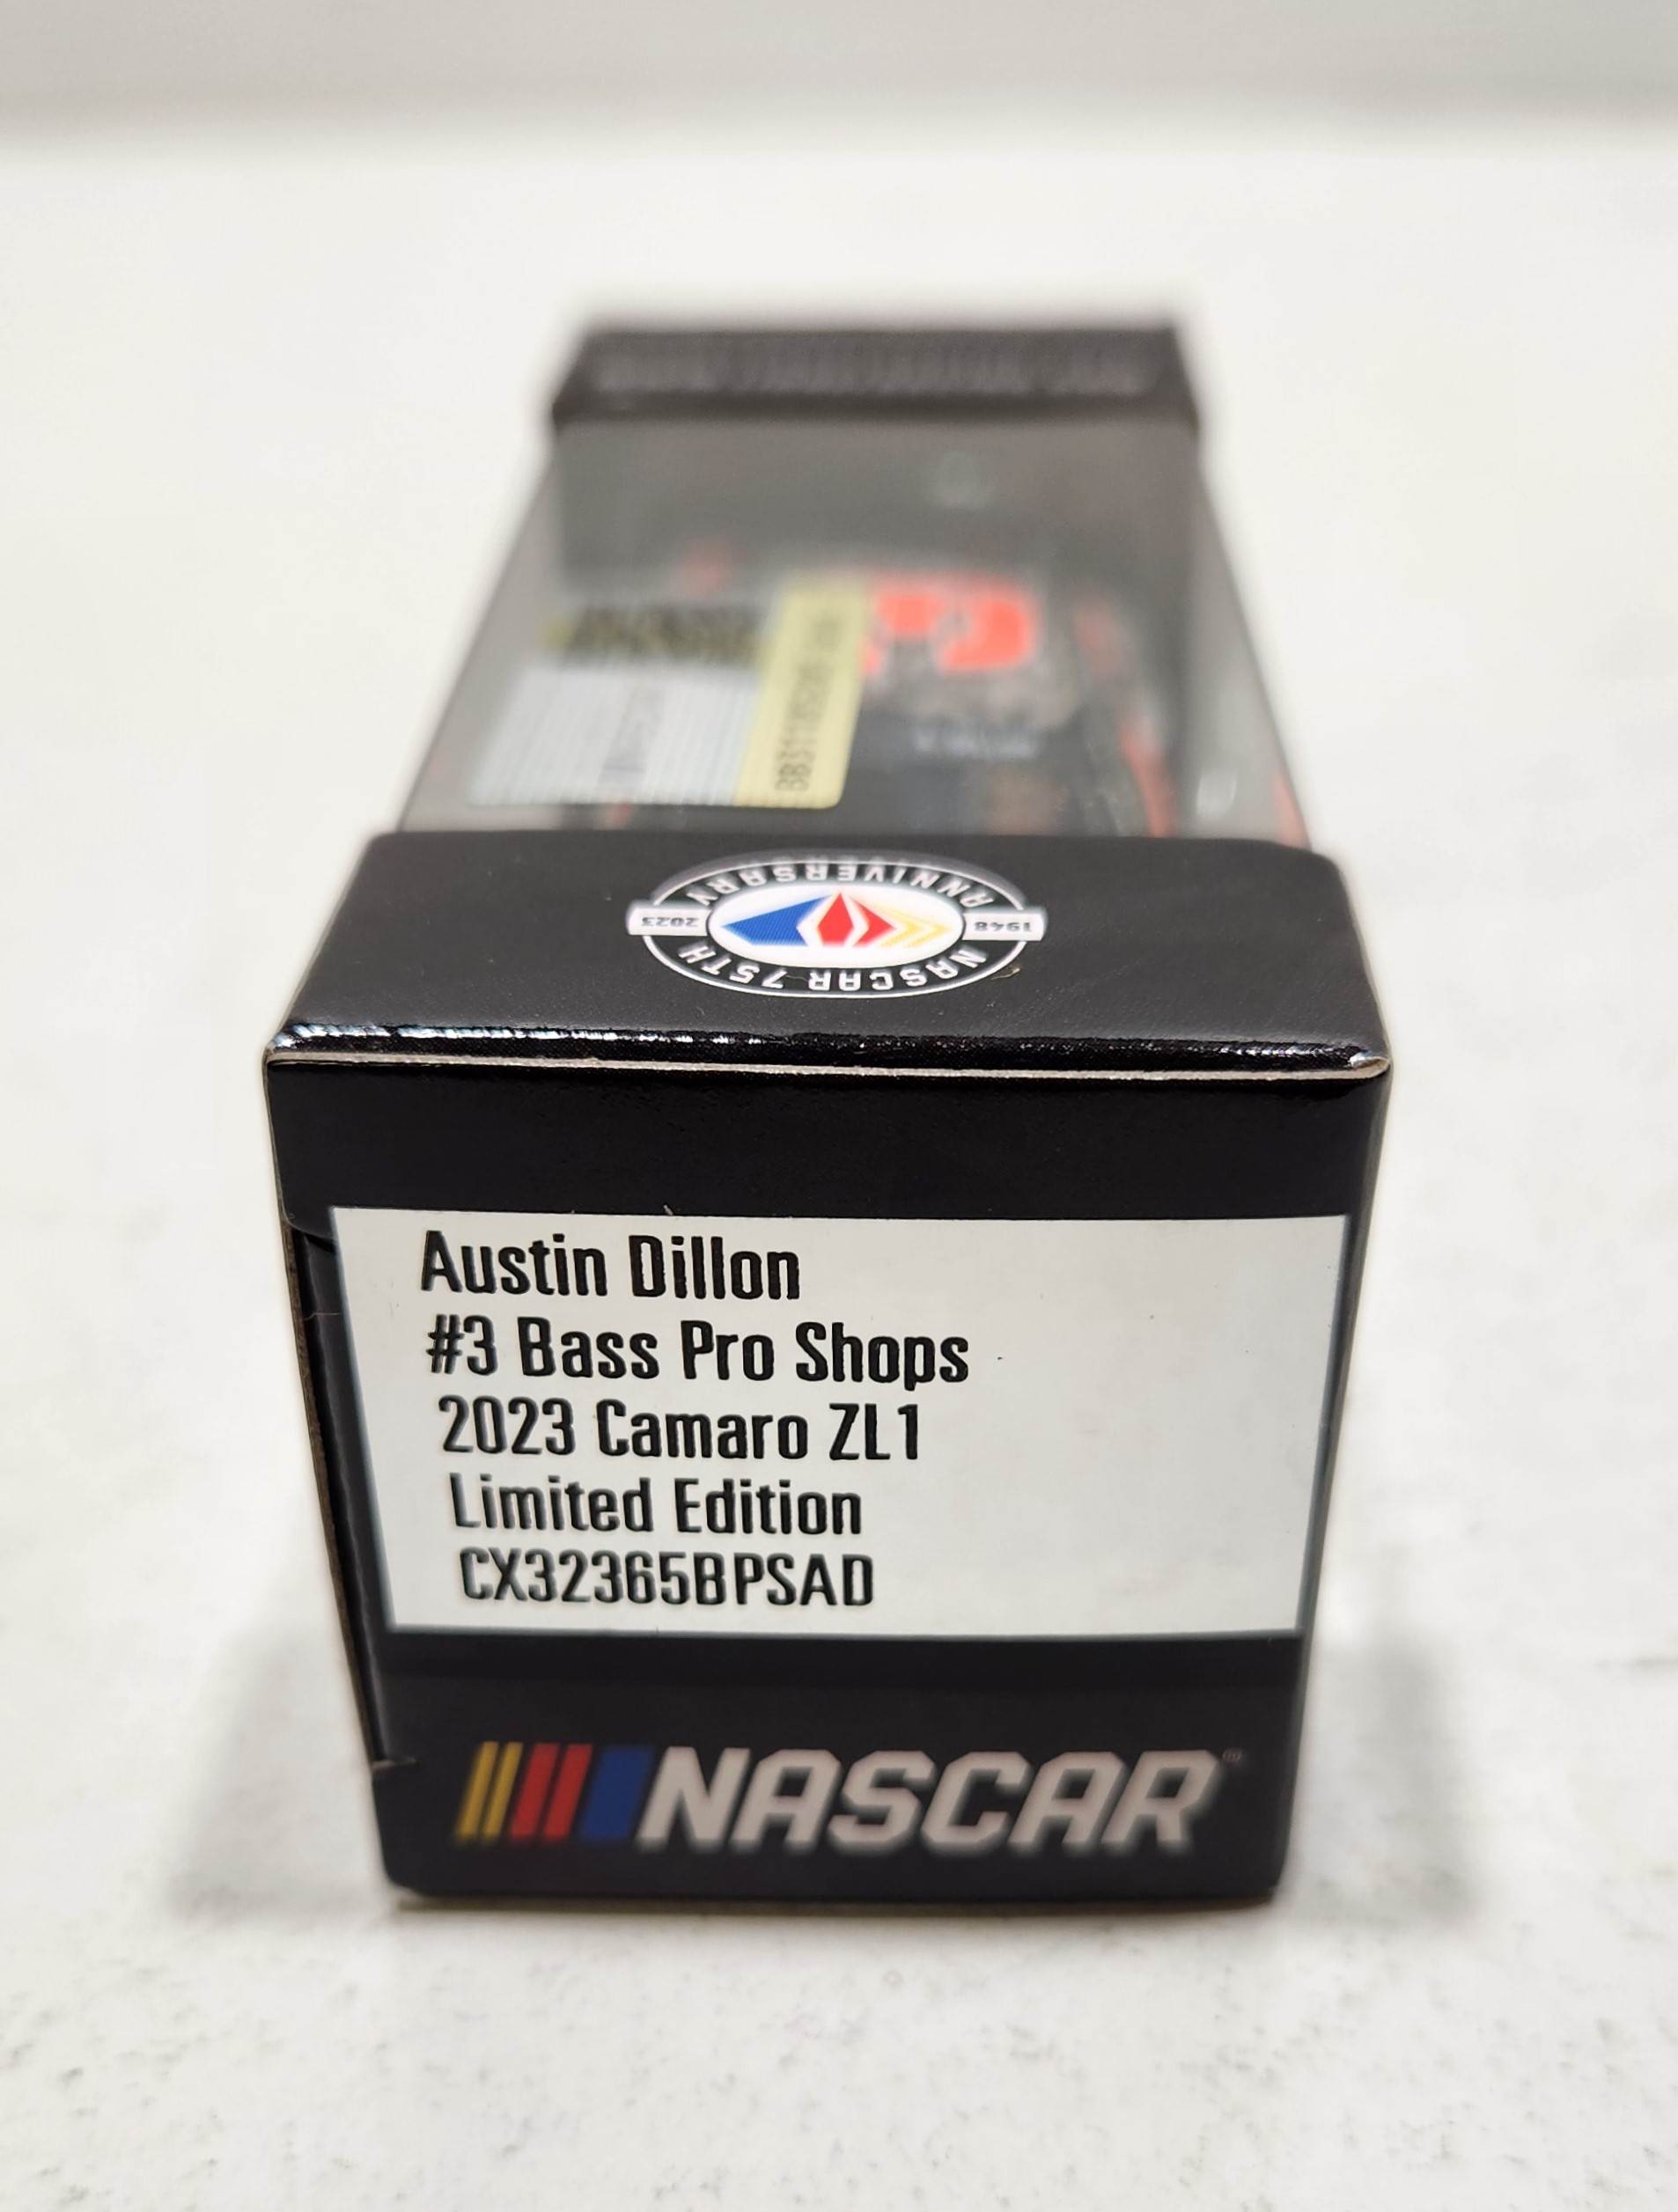 NASCAR 75TH
ANNIVERSARY
1948
2023
Austin Dillon
#3 Bass Pro Shops
2023 Camaro ZL1
Limited Edition
CX32365BPSAD
NASCAR